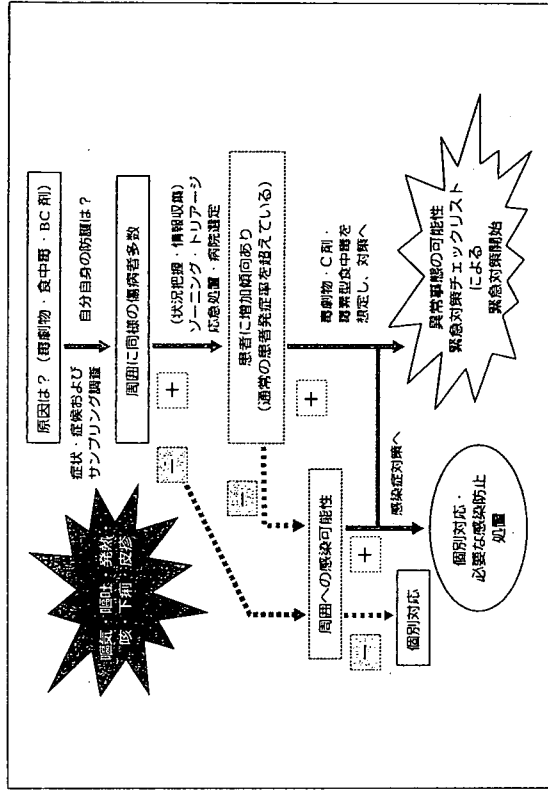 嘔気・嘔吐・発熱・
咳・下痢・皮疹
原因は？（毒劇物・食中毒・BC剤）
症状・症候および
サンプリング調査
自分自身の防護は？
周囲に同様の傷病者多数
＋
－
（状況把握・情報収集）
ゾーニング・トリアージ
応急処置・病院選定
患者に増加傾向あり
（通常の患者発症率を超えている）
－
＋
毒劇物・C剤・
毒素型食中毒を
想定し、対策へ
周囲への感染可能性
－
＋
感染症対策へ
個別対応
個別対応・
必要な感染防止
処置
異常事態の可能性
緊急対策チェックリスト
による
緊急対策開始